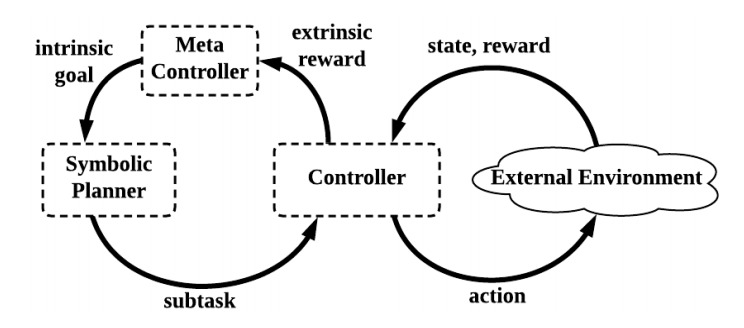 intrinsic
goal
Meta
Controller
extrinsic
reward
state, reward
Symbolic
Planner
Controller
External Environment
subtask
action